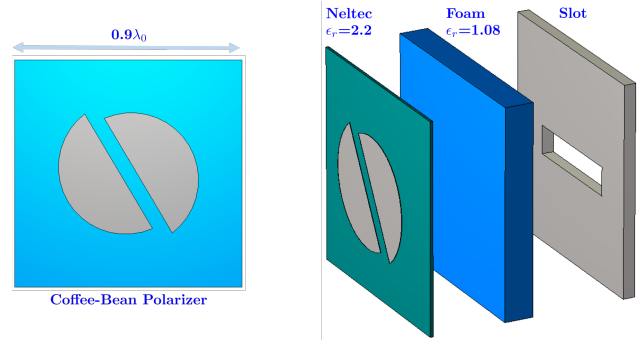 0.9λ₀
Coffee-Bean Polarizer
Neltec
ϵᵣ=2.2
Foam
ϵᵣ=1.08
Slot